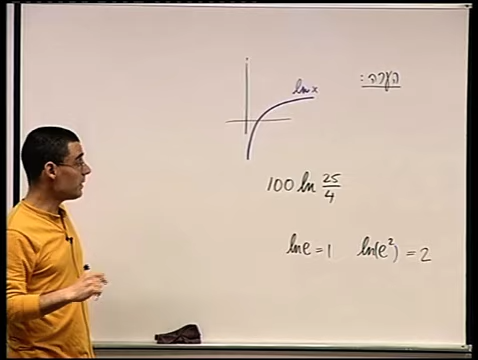 הערה:
ln x
100 ln 25/4
ln e = 1   ln(e²) = 2